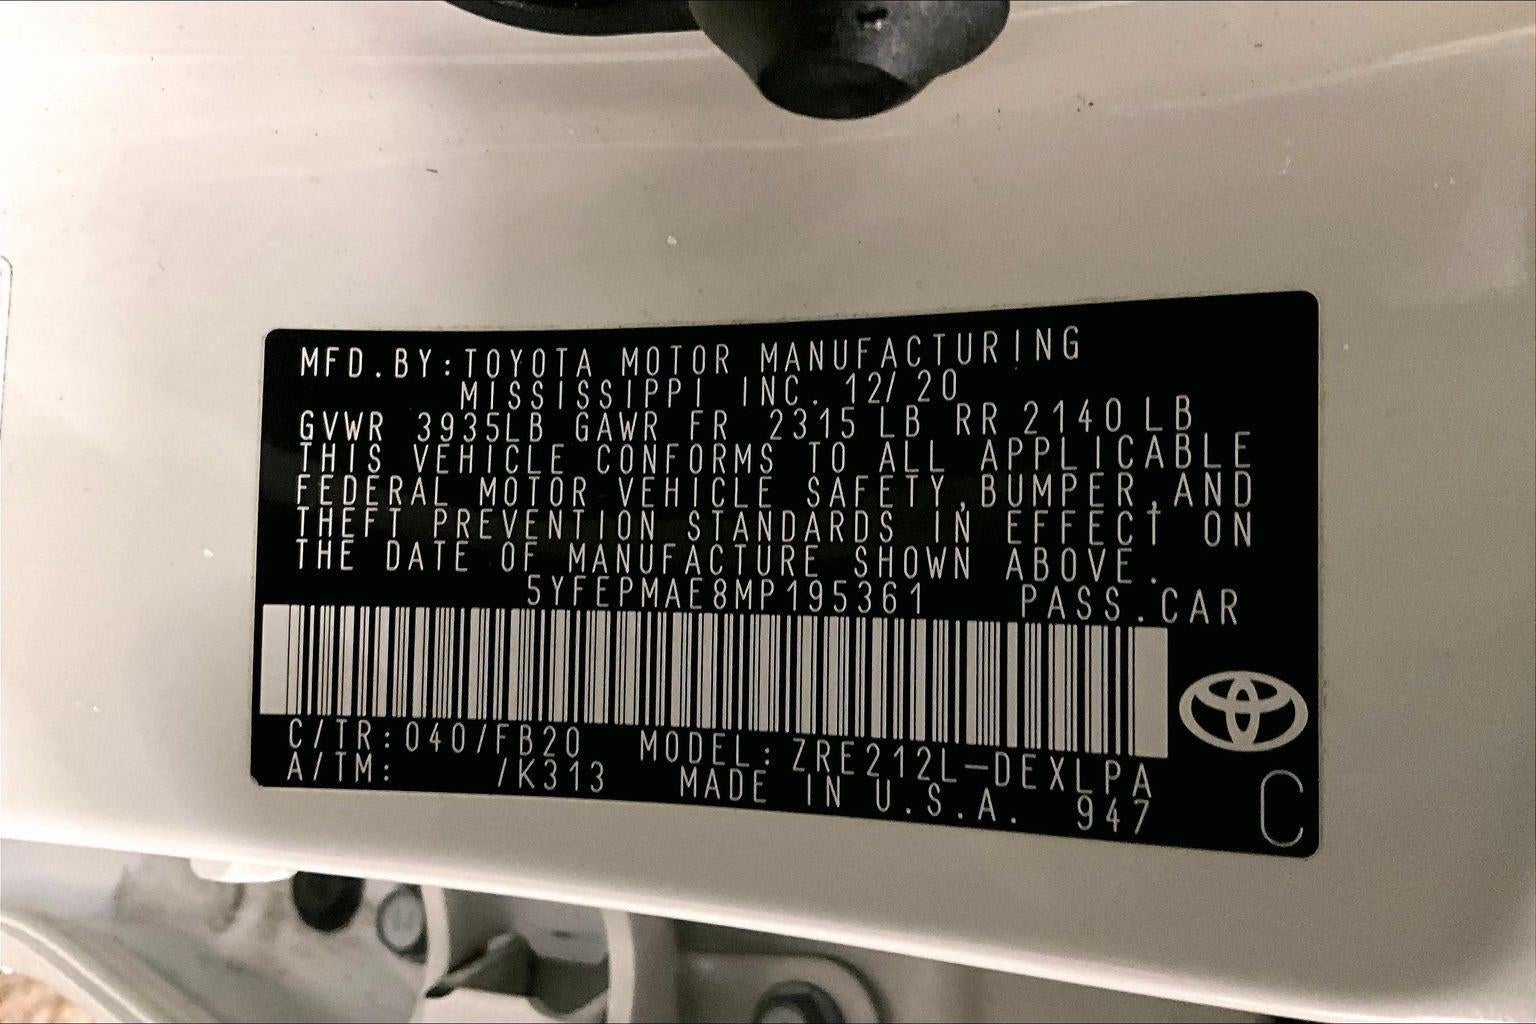 MFD.BY:TOYOTA MOTOR MANUFACTURING
MISSISSIPPI INC. 12/20
GVWR 3935LB GAWR FR 2315 LB RR 2140 LB
THIS VEHICLE CONFORMS TO ALL APPLICABLE
FEDERAL MOTOR VEHICLE SAFETY,BUMPER,AND
THEFT PREVENTION STANDARDS IN EFFECT ON
THE DATE OF MANUFACTURE SHOWN ABOVE.
5YFEPMAE8MP195361 PASS.CAR
C/TR:040/FB20 MODEL:ZRE212L-DEXLPA
A/TM: /K313 MADE IN U.S.A. 947
C